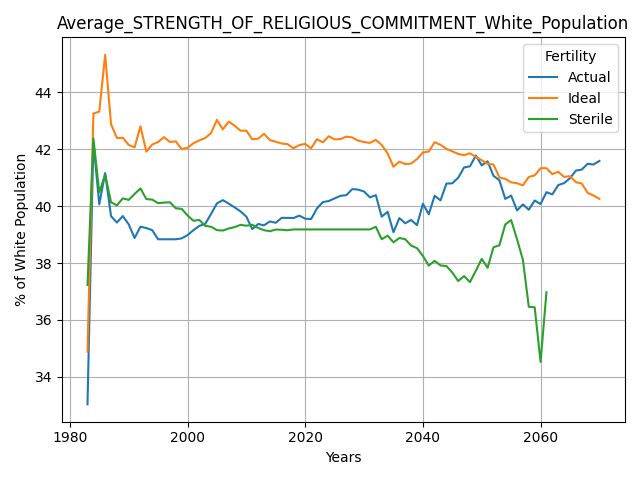 Average_STRENGTH_OF_RELIGIOUS_COMMITMENT_White_Population
Fertility
Actual
Ideal
Sterile
% of White Population
44
42
40
38
36
34
1980
2000
2020
2040
2060
Years